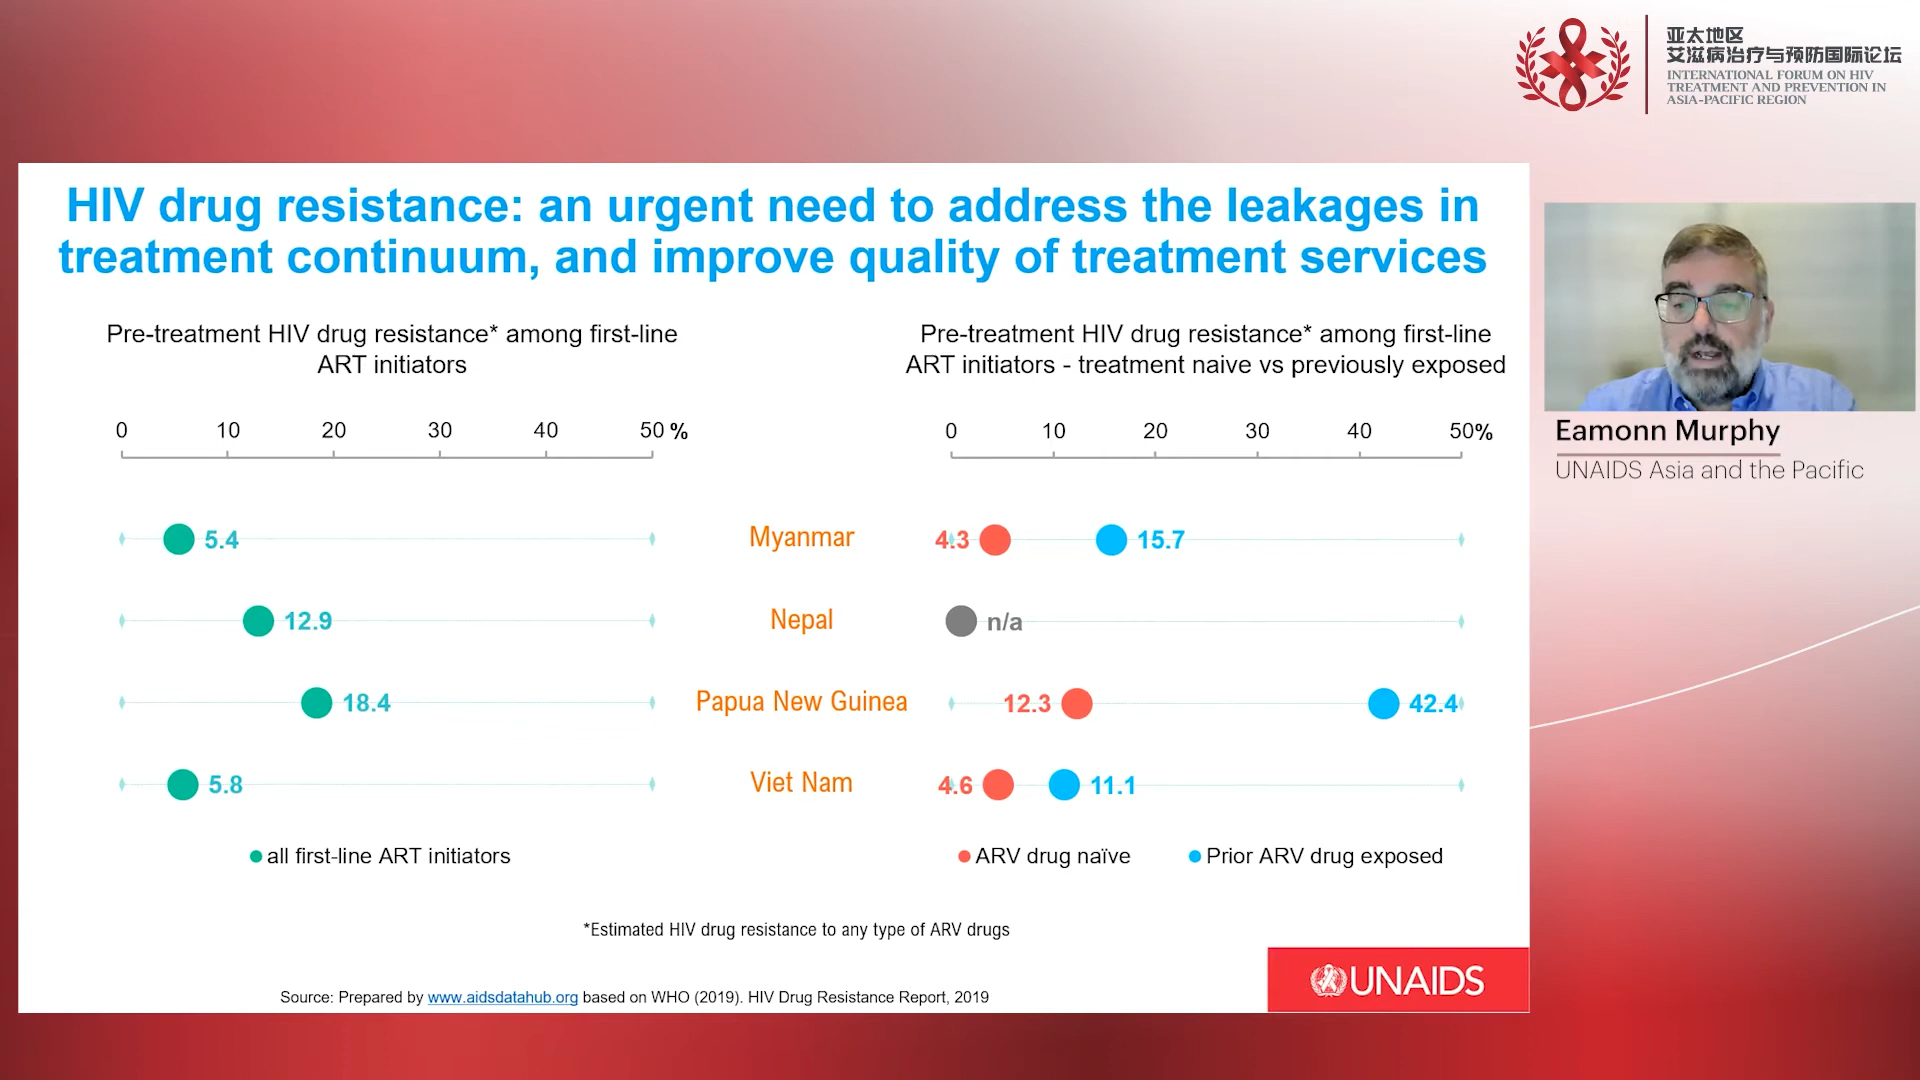 亚太地区
艾滋病治疗与预防国际论坛
INTERNATIONAL FORUM ON HIV
TREATMENT AND PREVENTION IN
ASIA-PACIFIC REGION
HIV drug resistance: an urgent need to address the leakages in
treatment continuum, and improve quality of treatment services
Pre-treatment HIV drug resistance* among first-line
ART initiators
0 10 20 30 40 50 %
Pre-treatment HIV drug resistance* among first-line
ART initiators - treatment naive vs previously exposed
0 10 20 30 40 50%
Eamonn Murphy
UNAIDS Asia and the Pacific
5.4 Myanmar 4.3 15.7
12.9 Nepal n/a
18.4 Papua New Guinea 12.3 42.4
5.8 Viet Nam 4.6 11.1
all first-line ART initiators
ARV drug naïve Prior ARV drug exposed
*Estimated HIV drug resistance to any type of ARV drugs
Source: Prepared by www.aidsdatahub.org based on WHO (2019). HIV Drug Resistance Report, 2019
UNAIDS